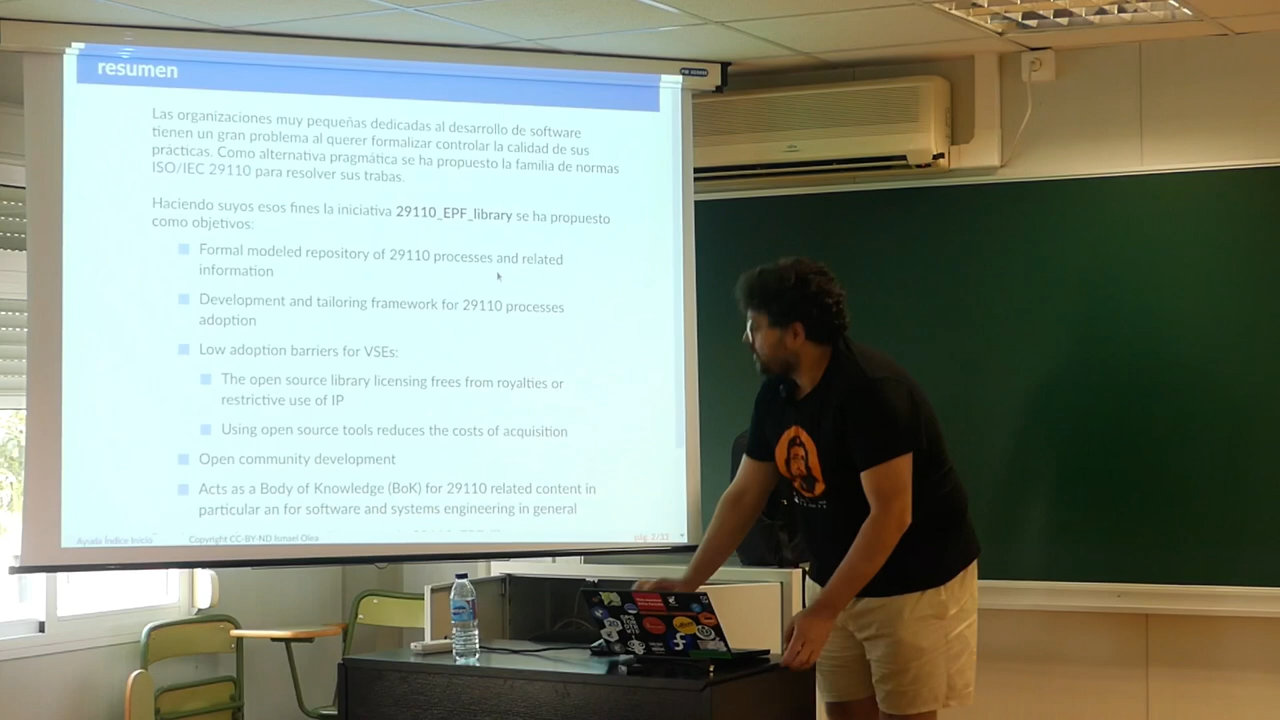 resumen
Las organizaciones muy pequeñas dedicadas al desarrollo de software
tienen un gran problema al querer formalizar controlar la calidad de sus
prácticas. Como alternativa pragmática se ha propuesto la familia de normas
ISO/IEC 29110 para resolver sus trabas.
Haciendo suyos esos fines la iniciativa 29110_EPF_library se ha propuesto
como objetivos:
Formal modeled repository of 29110 processes and related
information
Development and tailoring framework for 29110 processes
adoption
Low adoption barriers for VSEs:
The open source library licensing frees from royalties or
restrictive use of IP
Using open source tools reduces the costs of acquisition
Open community development
Acts as a Body of Knowledge (BoK) for 29110 related content in
particular an for software and systems engineering in general
Ayuda Índice Inicio
Copyright CC-BY-ND Ismael Olea
pág. 2/33